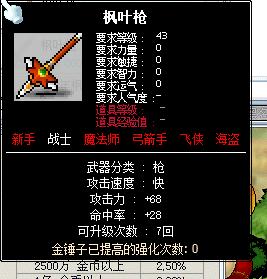 枫叶枪
要求等级： 43
要求力量： 0
要求敏捷： 0
要求智力： 0
要求运气： 0
要求人气度： -
道具等级： -
道具经验值： -
新手 战士 魔法师 弓箭手 飞侠 海盗
武器分类 : 枪
攻击速度 : 快
攻击力 : +68
命中率 : +28
可升级次数 : 7回
金锤子已提高的强化次数: 0
2500万 金币以上 2,50%